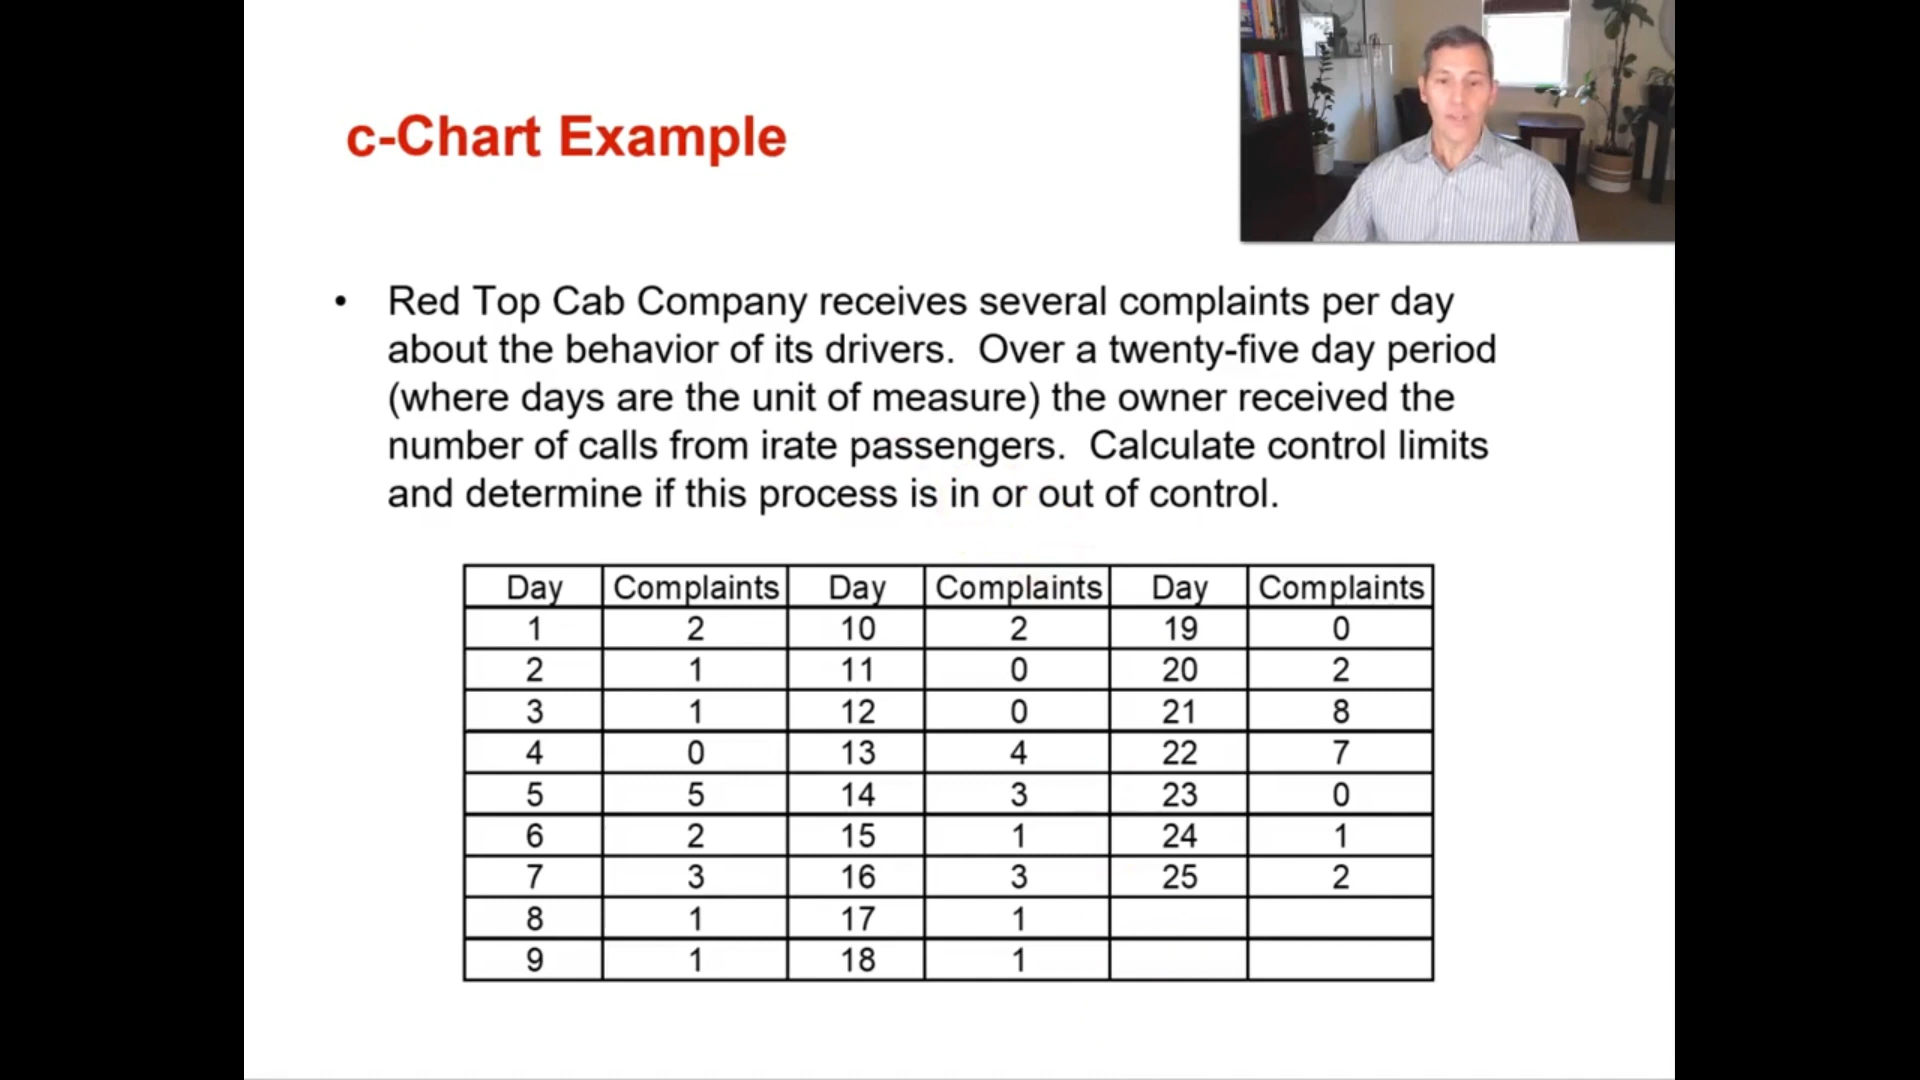 c-Chart Example
• Red Top Cab Company receives several complaints per day
about the behavior of its drivers.  Over a twenty-five day period
(where days are the unit of measure) the owner received the
number of calls from irate passengers.  Calculate control limits
and determine if this process is in or out of control.
Day Complaints Day Complaints Day Complaints
1 2 10 2 19 0
2 1 11 0 20 2
3 1 12 0 21 8
4 0 13 4 22 7
5 5 14 3 23 0
6 2 15 1 24 1
7 3 16 3 25 2
8 1 17 1
9 1 18 1